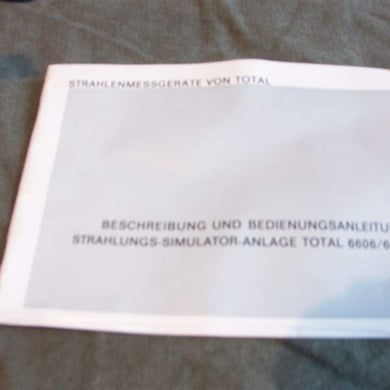 STRAHLENMESSGERÄTE VON TOTAL
BESCHREIBUNG UND BEDIENUNGSANLEITU
STRAHLUNGS-SIMULATOR-ANLAGE TOTAL 6606/6